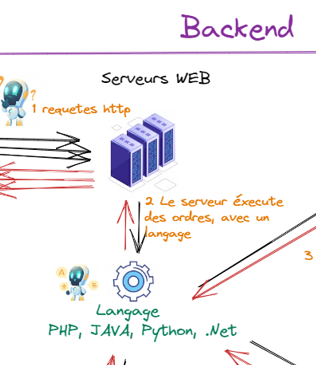 Backend
Serveurs WEB
?
?
1 requetes http
2 Le serveur éxecute
des ordres, avec un
langage
3
Langage
PHP, JAVA, Python, .Net